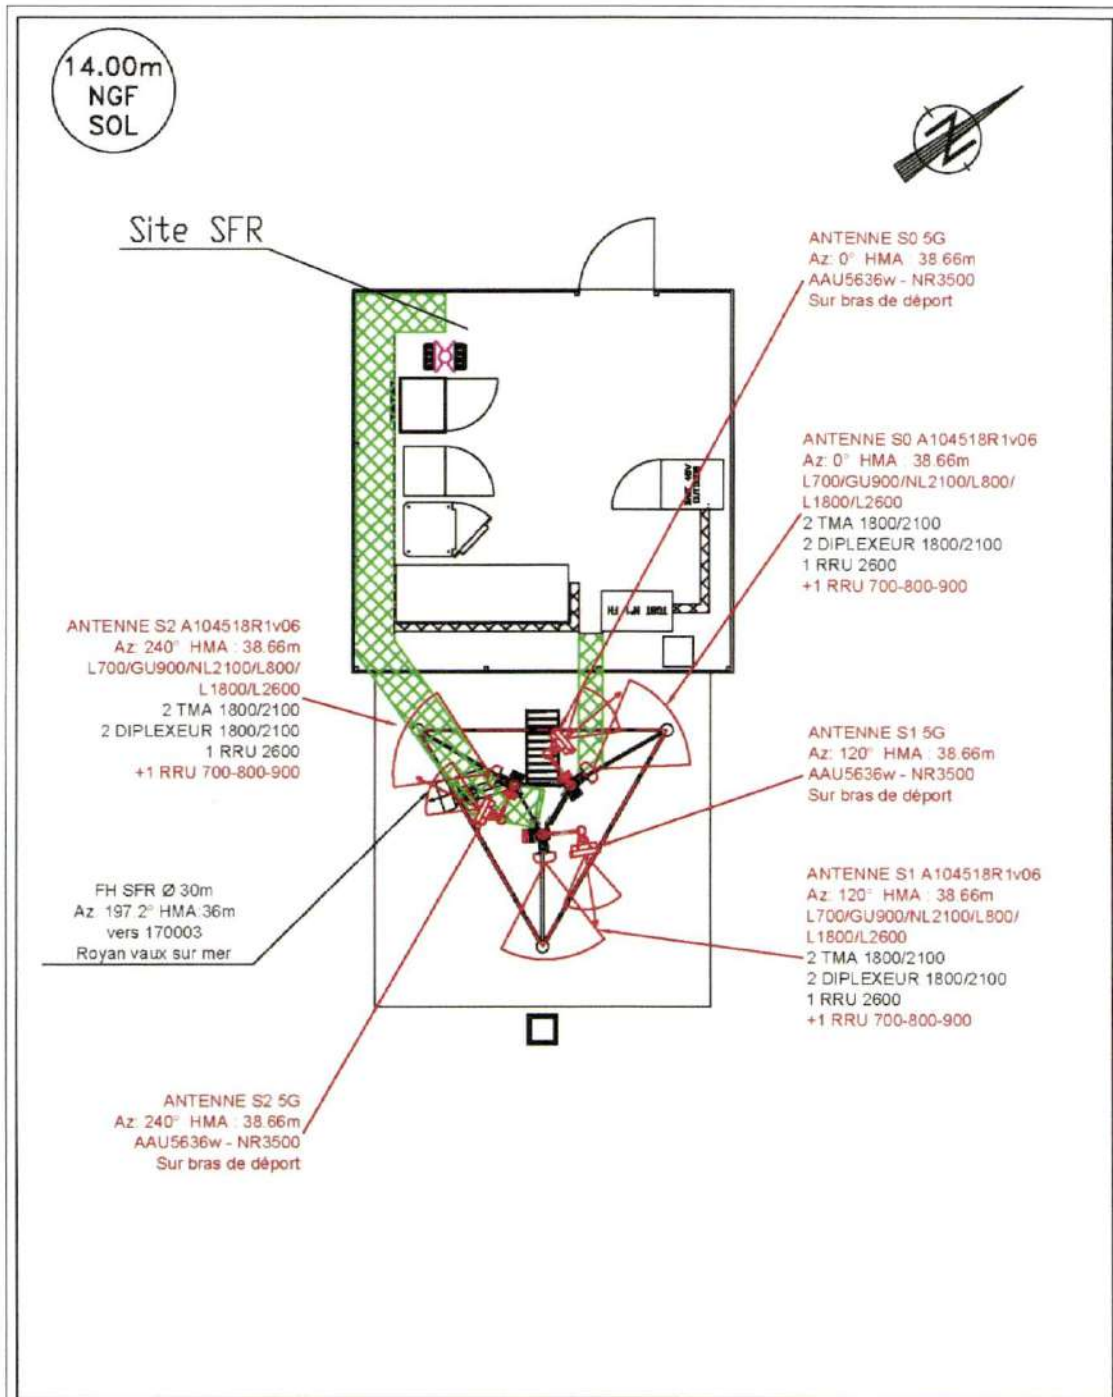 14.00m
NGF
SOL
Site SFR
ANTENNE S0 5G
Az: 0° HMA : 38.66m
AAU5636w - NR3500
Sur bras de déport
ANTENNE S0 A104518R1v06
Az: 0° HMA : 38.66m
L700/GU900/NL2100/L800/
L1800/L2600
2 TMA 1800/2100
2 DIPLEXEUR 1800/2100
1 RRU 2600
+1 RRU 700-800-900
ANTENNE S2 A104518R1v06
Az: 240° HMA : 38.66m
L700/GU900/NL2100/L800/
L1800/L2600
2 TMA 1800/2100
2 DIPLEXEUR 1800/2100
1 RRU 2600
+1 RRU 700-800-900
ANTENNE S1 5G
Az: 120° HMA : 38.66m
AAU5636w - NR3500
Sur bras de déport
FH SFR Ø 30m
Az: 197.2° HMA:36m
vers 170003
Royan vaux sur mer
ANTENNE S1 A104518R1v06
Az: 120° HMA : 38.66m
L700/GU900/NL2100/L800/
L1800/L2600
2 TMA 1800/2100
2 DIPLEXEUR 1800/2100
1 RRU 2600
+1 RRU 700-800-900
ANTENNE S2 5G
Az: 240° HMA : 38.66m
AAU5636w - NR3500
Sur bras de déport